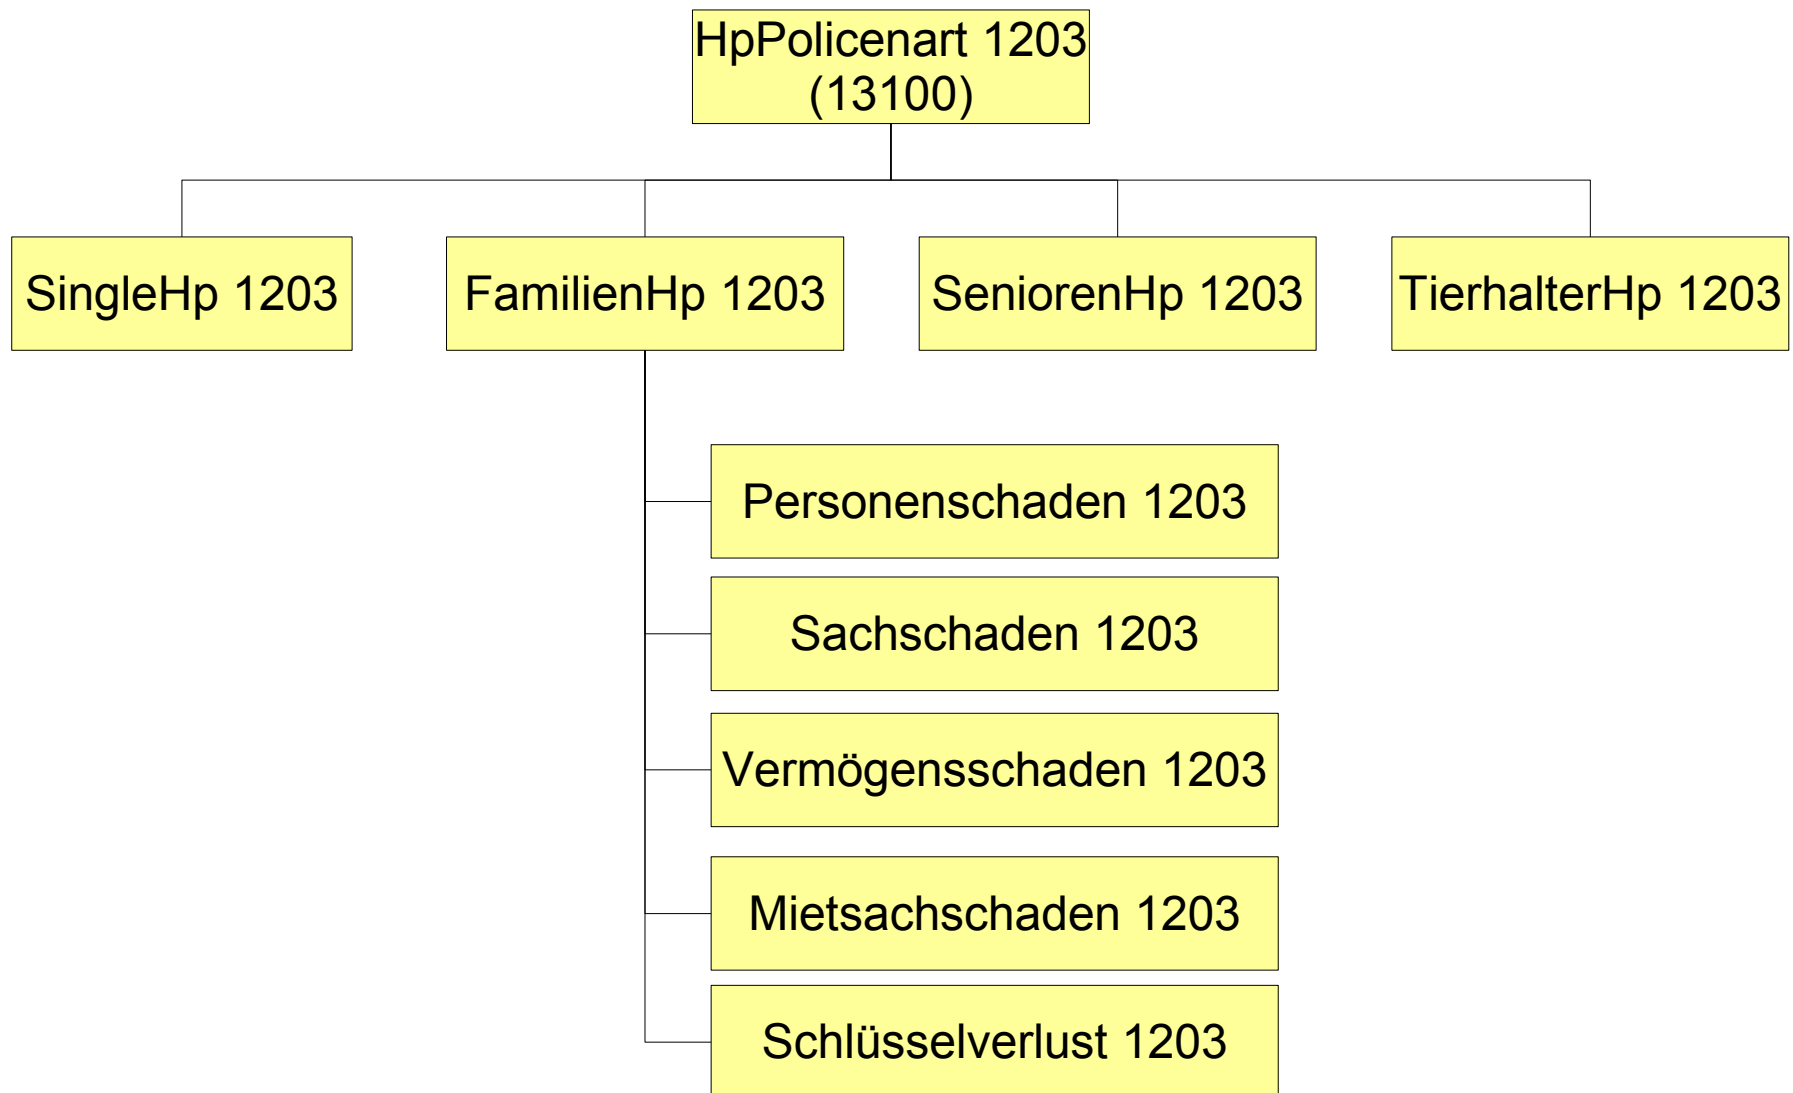 HpPolicenart 1203
(13100)
SingleHp 1203
FamilienHp 1203
SeniorenHp 1203
TierhalterHp 1203
Personenschaden 1203
Sachschaden 1203
Vermögensschaden 1203
Mietsachschaden 1203
Schlüsselverlust 1203